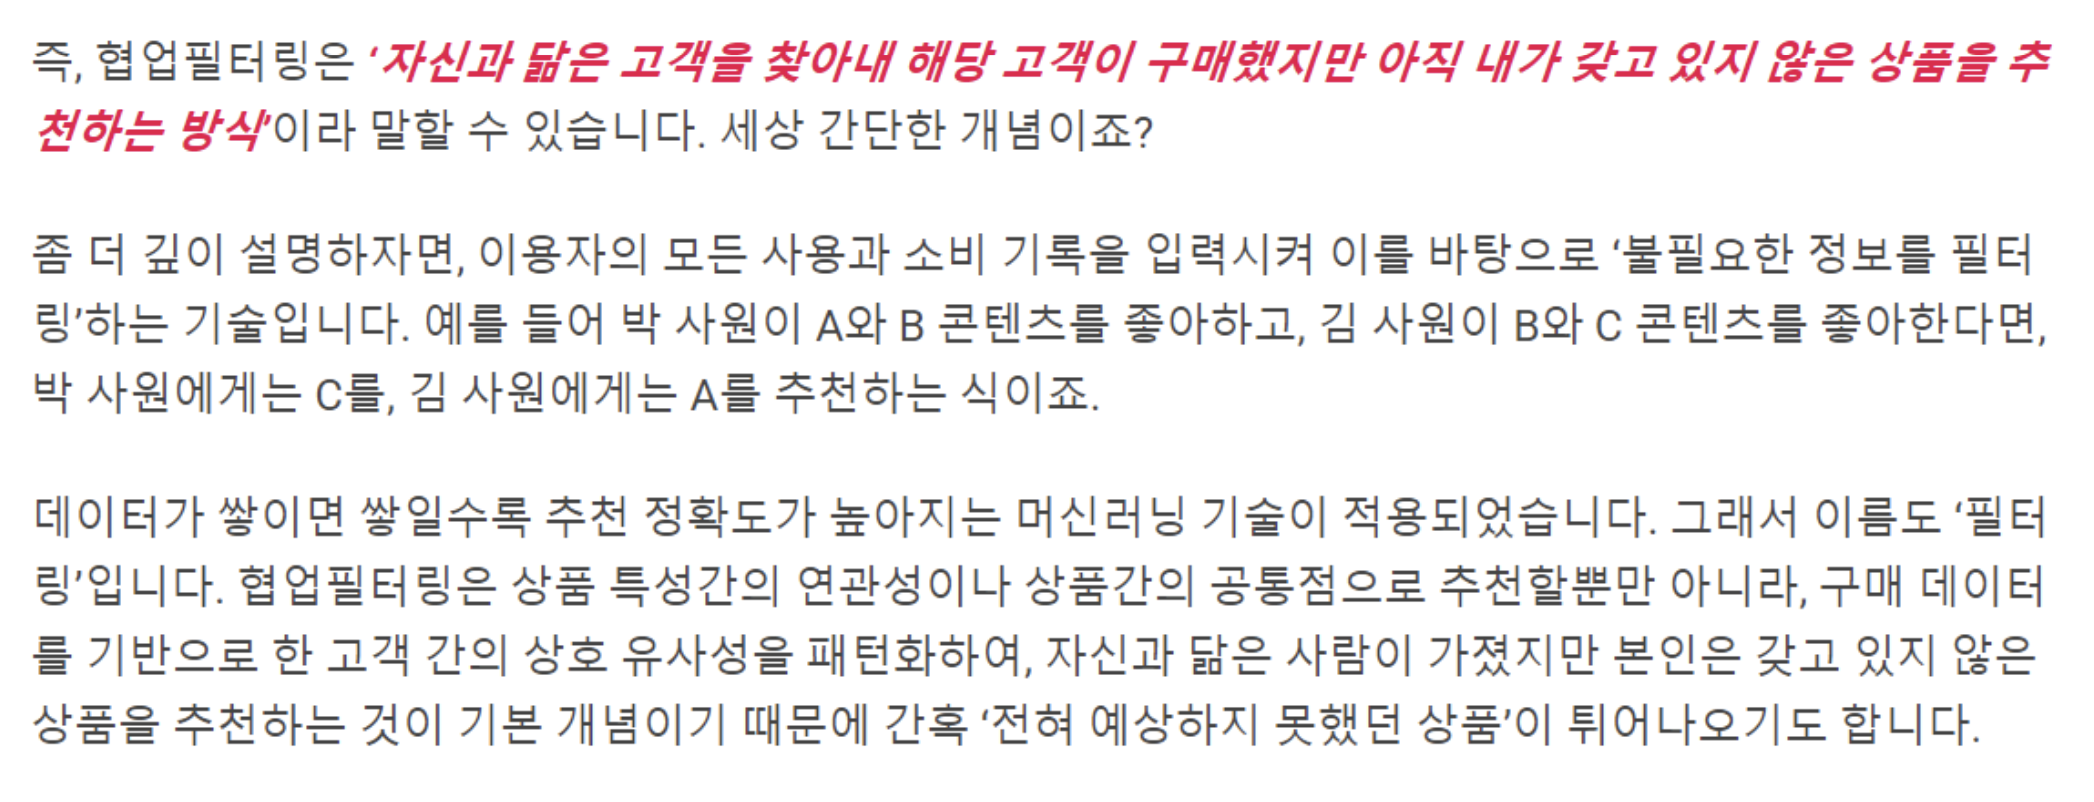 즉, 협업필터링은 ‘자신과 닮은 고객을 찾아내 해당 고객이 구매했지만 아직 내가 갖고 있지 않은 상품을 추
천하는 방식’이라 말할 수 있습니다. 세상 간단한 개념이죠?
좀 더 깊이 설명하자면, 이용자의 모든 사용과 소비 기록을 입력시켜 이를 바탕으로 ‘불필요한 정보를 필터
링’하는 기술입니다. 예를 들어 박 사원이 A와 B 콘텐츠를 좋아하고, 김 사원이 B와 C 콘텐츠를 좋아한다면,
박 사원에게는 C를, 김 사원에게는 A를 추천하는 식이죠.
데이터가 쌓이면 쌓일수록 추천 정확도가 높아지는 머신러닝 기술이 적용되었습니다. 그래서 이름도 ‘필터
링’입니다. 협업필터링은 상품 특성간의 연관성이나 상품간의 공통점으로 추천할뿐만 아니라, 구매 데이터
를 기반으로 한 고객 간의 상호 유사성을 패턴화하여, 자신과 닮은 사람이 가졌지만 본인은 갖고 있지 않은
상품을 추천하는 것이 기본 개념이기 때문에 간혹 ‘전혀 예상하지 못했던 상품’이 튀어나오기도 합니다.